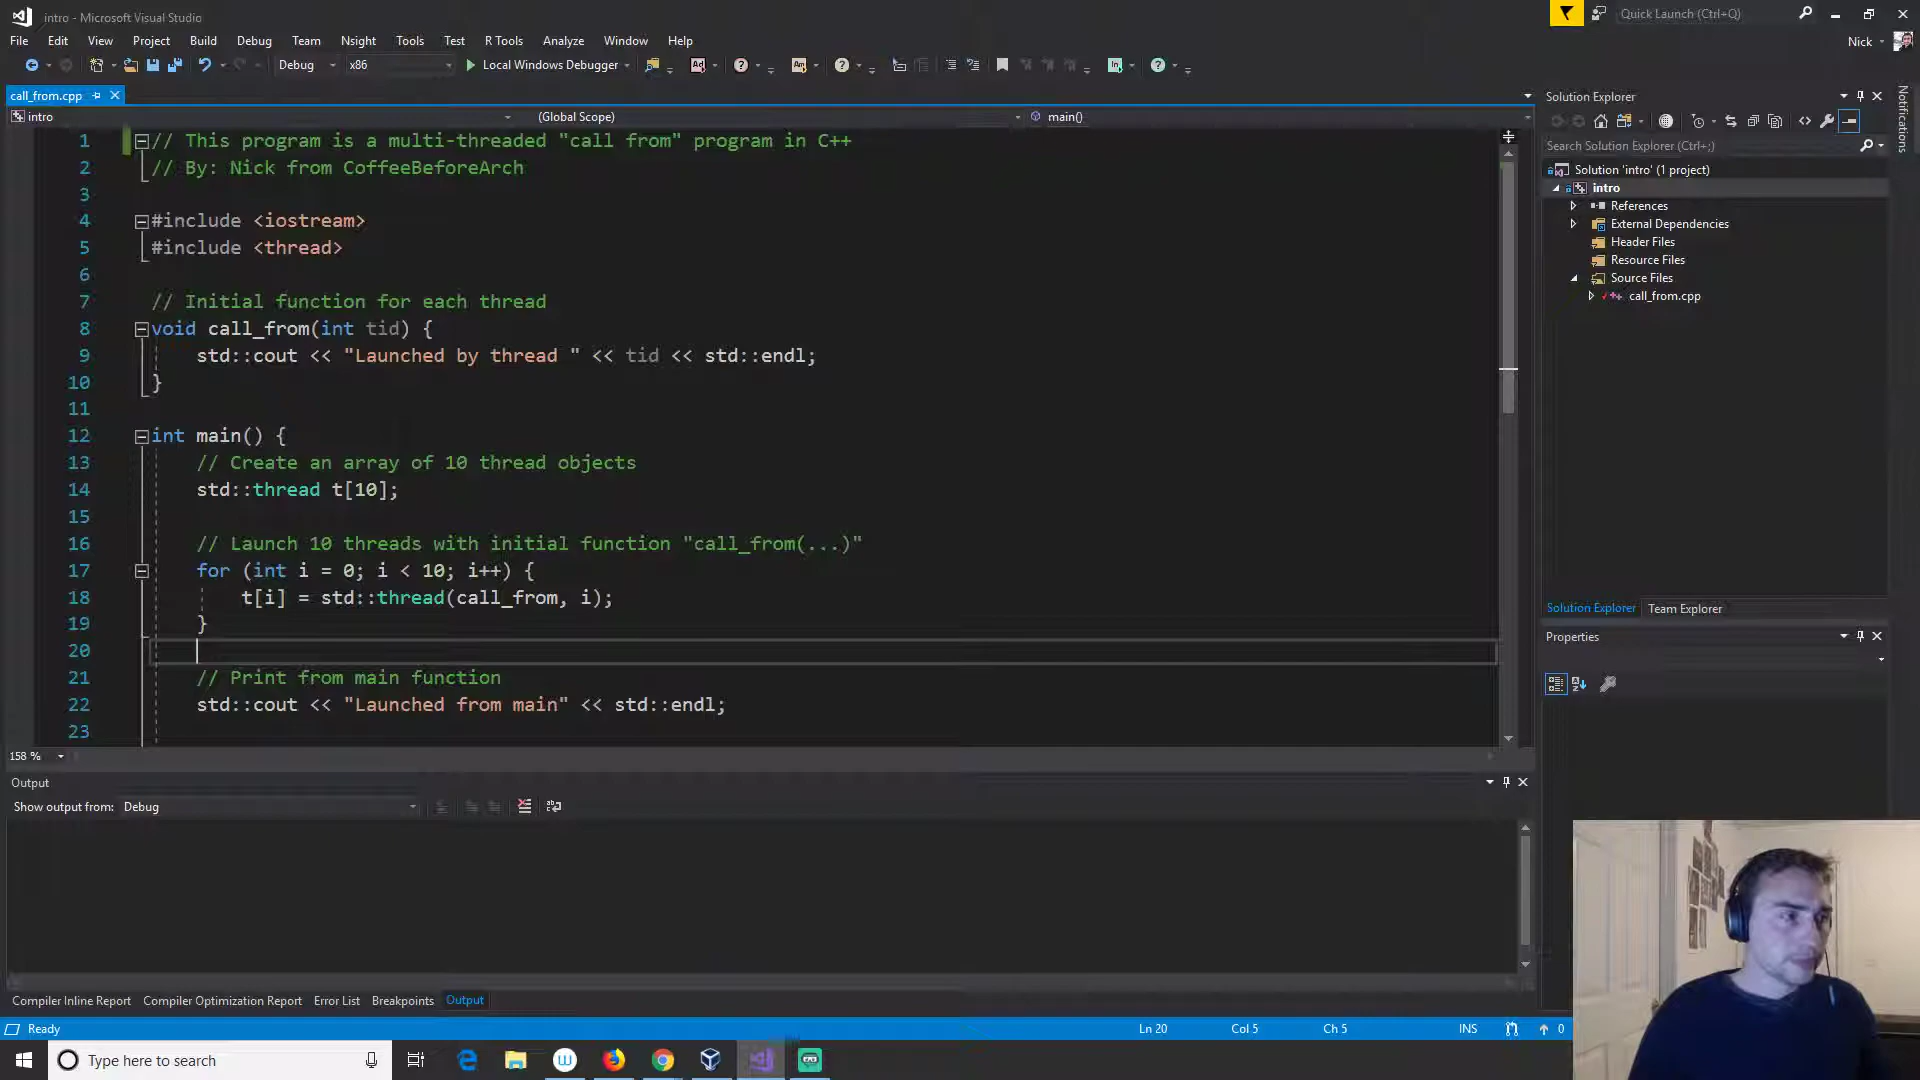 intro - Microsoft Visual Studio
Quick Launch (Ctrl+Q)
File Edit View Project Build Debug Team Nsight Tools Test R Tools Analyze Window Help
Nick
Debug x86 Local Windows Debugger
call_from.cpp
intro (Global Scope) main()
1 // This program is a multi-threaded "call from" program in C++
2 // By: Nick from CoffeeBeforeArch
3
4 #include <iostream>
5 #include <thread>
6
7 // Initial function for each thread
8 void call_from(int tid) {
9 std::cout << "Launched by thread " << tid << std::endl;
10 }
11
12 int main() {
13 // Create an array of 10 thread objects
14 std::thread t[10];
15
16 // Launch 10 threads with initial function "call_from(...)"
17 for (int i = 0; i < 10; i++) {
18 t[i] = std::thread(call_from, i);
19 }
20
21 // Print from main function
22 std::cout << "Launched from main" << std::endl;
23
158 %
Output
Show output from: Debug
Compiler Inline Report Compiler Optimization Report Error List Breakpoints Output
Solution Explorer
Search Solution Explorer (Ctrl+;)
Solution 'intro' (1 project)
intro
References
External Dependencies
Header Files
Resource Files
Source Files
call_from.cpp
Solution Explorer Team Explorer
Properties
Notifications
Ready Ln 20 Col 5 Ch 5 INS 0
Type here to search